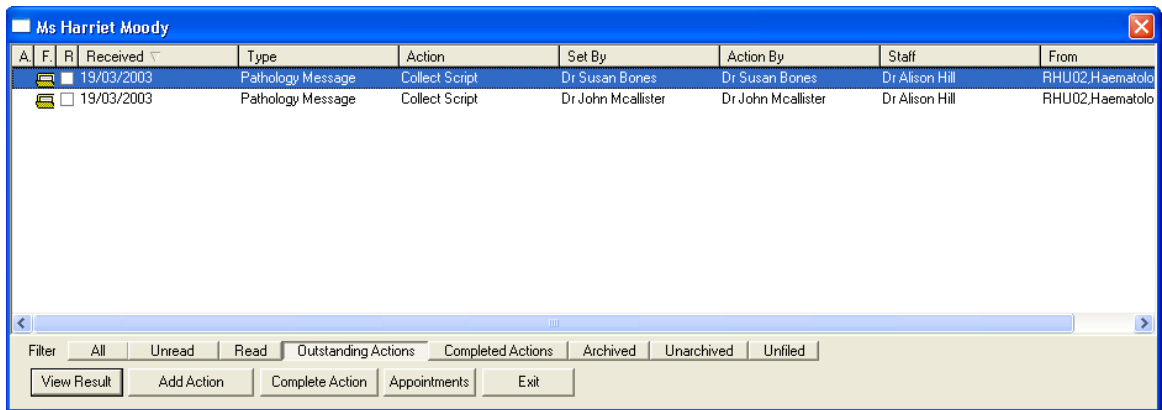 Ms Harriet Moody
A. F. R Received Type Action Set By Action By Staff From
19/03/2003 Pathology Message Collect Script Dr Susan Bones Dr Susan Bones Dr Alison Hill RHU02,Haematolo
19/03/2003 Pathology Message Collect Script Dr John Mcallister Dr John Mcallister Dr Alison Hill RHU02,Haematolo
Filter All Unread Read Outstanding Actions Completed Actions Archived Unarchived Unfiled
View Result Add Action Complete Action Appointments Exit